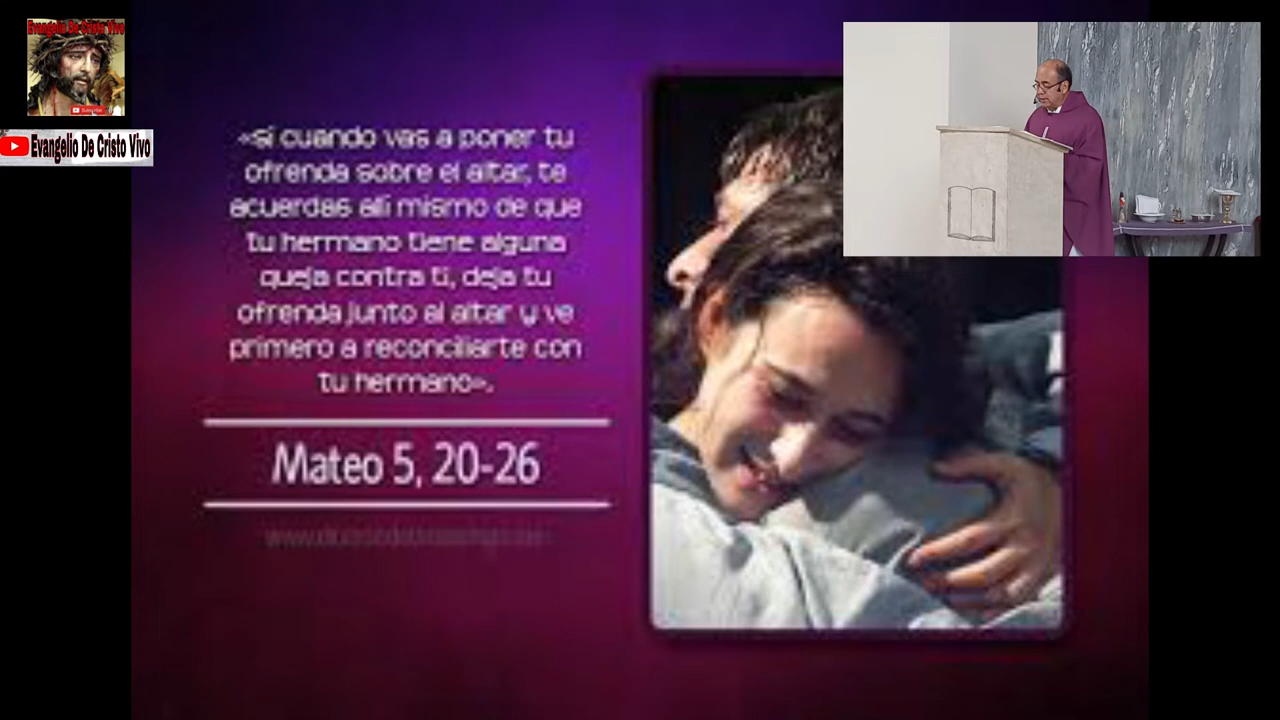 Evangelio De Cristo Vivo
Evangelio De Cristo Vivo
«si cuando vas a poner tu
ofrenda sobre el altar, te
acuerdas allí mismo de que
tu hermano tiene alguna
queja contra ti, deja tu
ofrenda junto al altar y ve
primero a reconciliarte con
tu hermano».
Mateo 5, 20-26